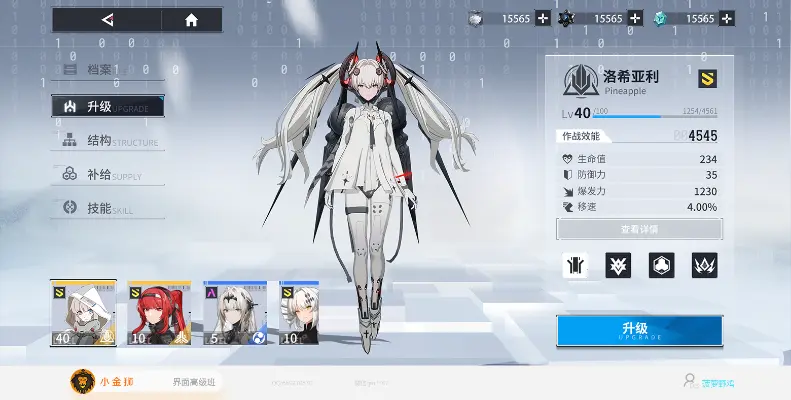 15565
15565
15565
档案
升级 UPGRADE
结构 STRUCTURE
补给 SUPPLY
技能 SKILL
洛希亚利
Pineapple
S
Lv40 /100
1254/4961
作战效能
4545
生命值 234
防御力 35
爆发力 1230
移速 4.00%
查看详情
升级
UPGRADE
S
40
S
10
A
5
S
10
小金狮
界面高级班